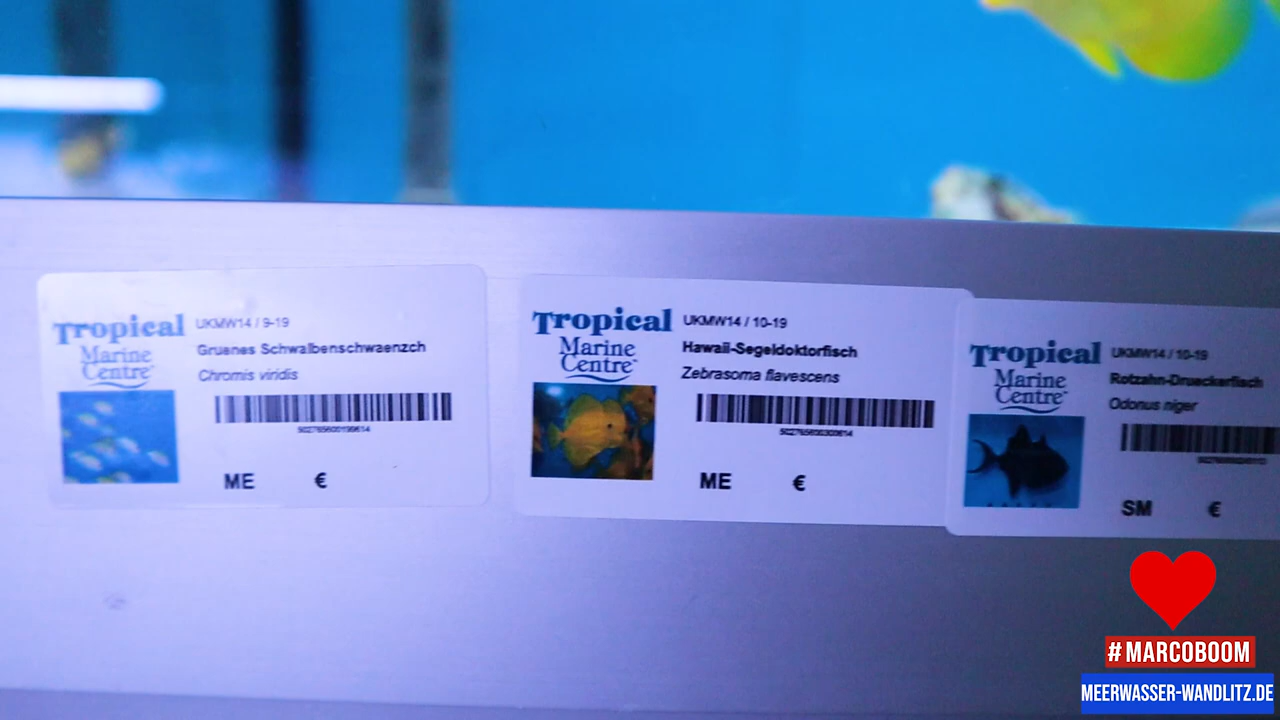 Tropical
Marine
Centre
UKMW14 / 9-19
Gruenes Schwalbenschwaenzch
Chromis viridis
ME €
Tropical
Marine
Centre
UKMW14 / 10-19
Hawaii-Segeldoktorfisch
Zebrasoma flavescens
ME €
Tropical
Marine
Centre
UKMW14 / 10-19
Rotzahn-Drueckerfisch
Odonus niger
SM €
#MARCOBOOM
MEERWASSER-WANDLITZ.DE